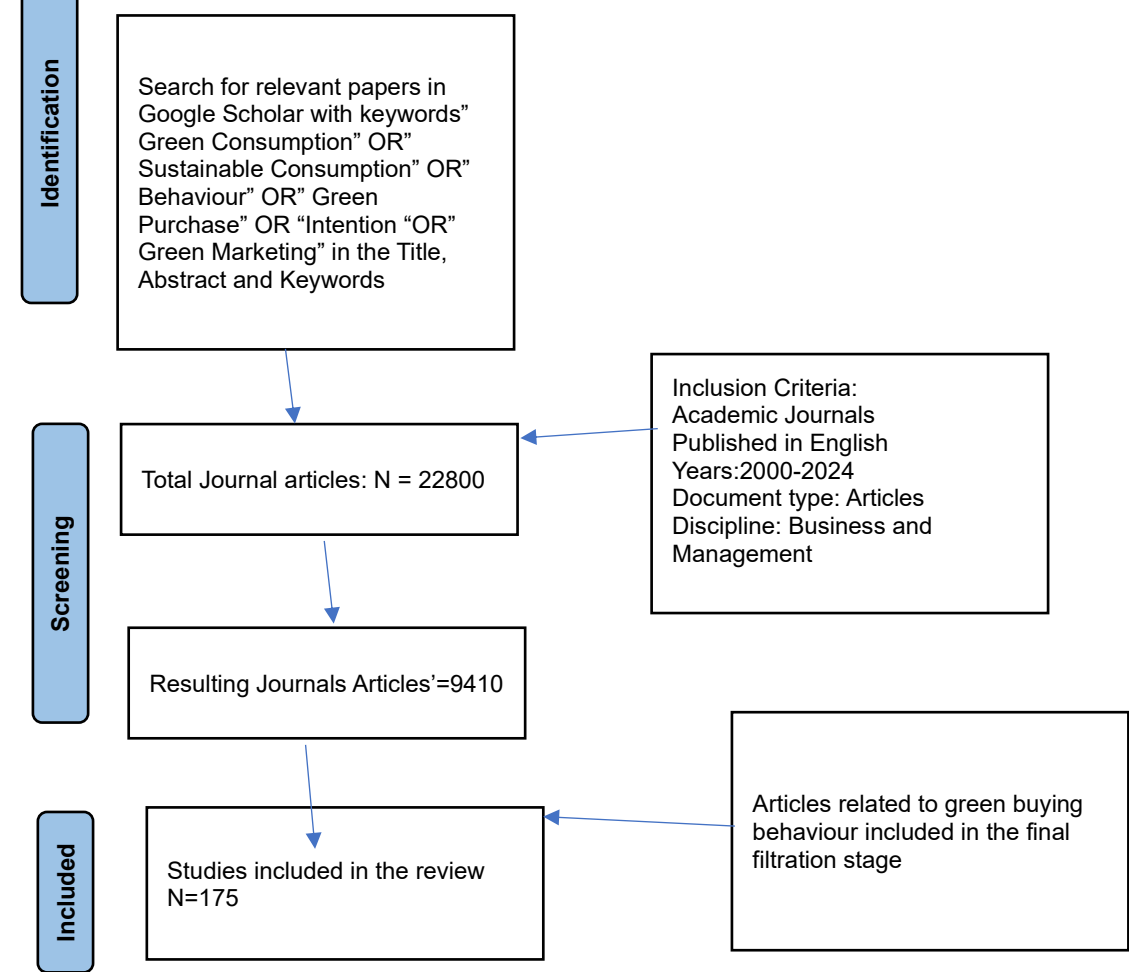 Identification
Search for relevant papers in
Google Scholar with keywords”
Green Consumption” OR”
Sustainable Consumption” OR”
Behaviour” OR” Green
Purchase” OR “Intention “OR”
Green Marketing” in the Title,
Abstract and Keywords
Screening
Total Journal articles: N = 22800
Inclusion Criteria:
Academic Journals
Published in English
Years:2000-2024
Document type: Articles
Discipline: Business and
Management
Resulting Journals Articles’=9410
Included
Studies included in the review
N=175
Articles related to green buying
behaviour included in the final
filtration stage